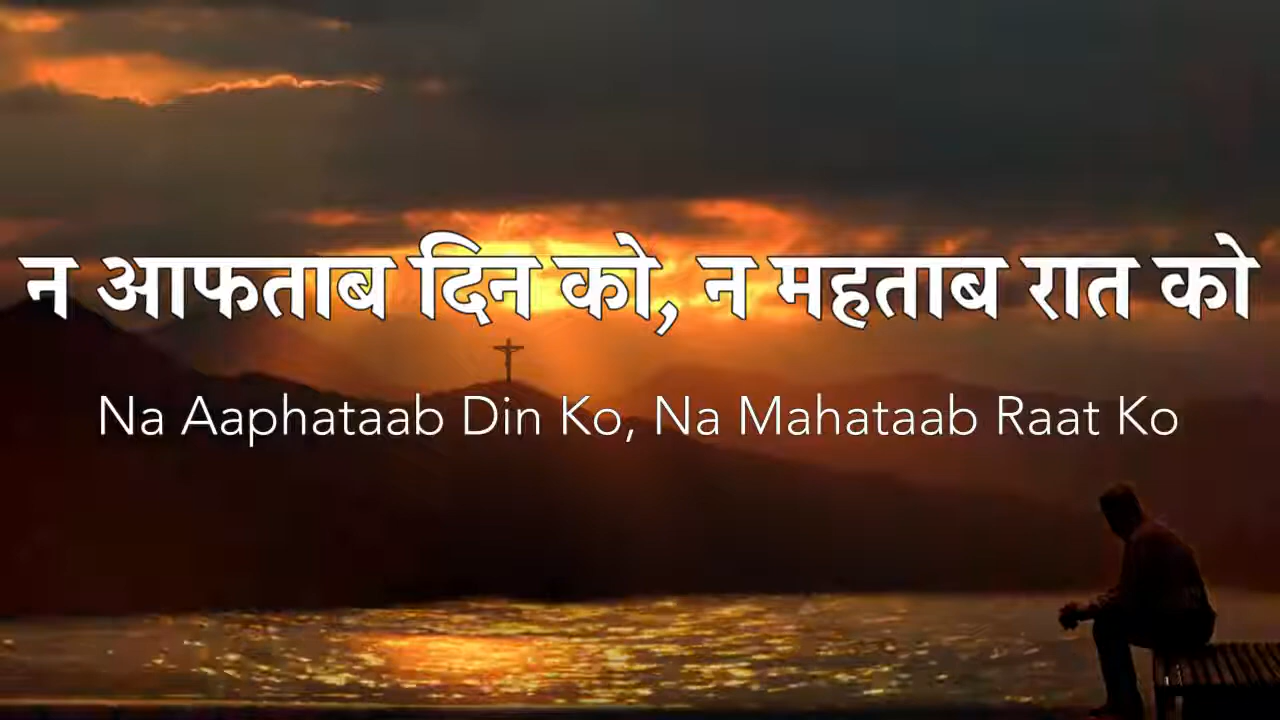 न आफताब दिन को, न महताब रात को
Na Aaphataab Din Ko, Na Mahataab Raat Ko